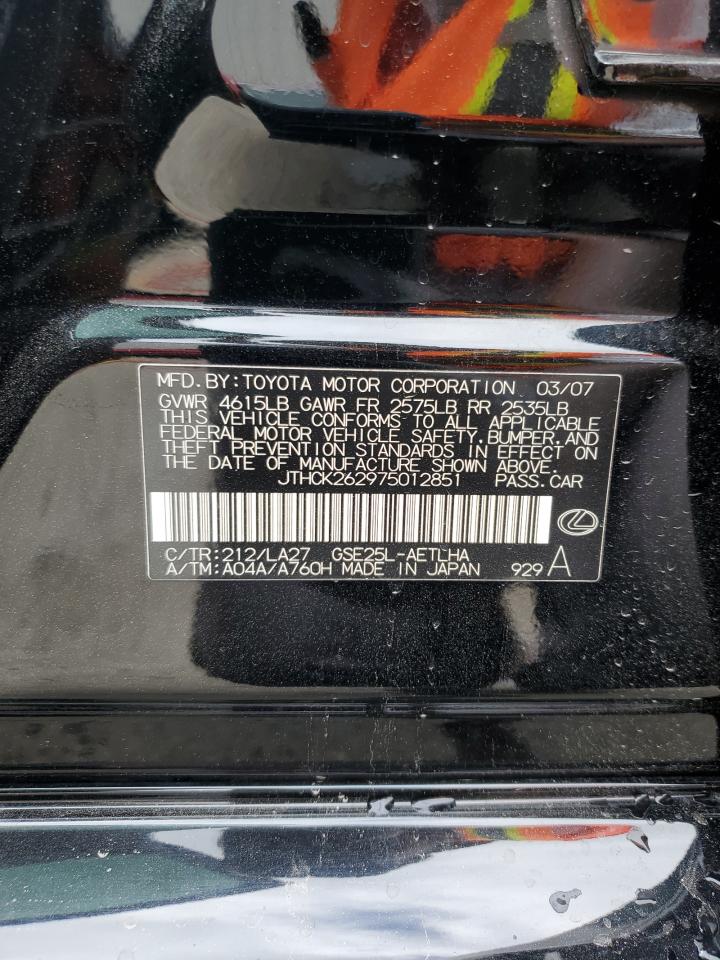 MFD. BY: TOYOTA MOTOR CORPORATION 03/07
GVWR 4615LB GAWR FR 2575LB RR 2535LB
THIS VEHICLE CONFORMS TO ALL APPLICABLE
FEDERAL MOTOR VEHICLE SAFETY, BUMPER, AND
THEFT PREVENTION STANDARDS IN EFFECT ON
THE DATE OF MANUFACTURE SHOWN ABOVE.
JTHCK262975012851 PASS. CAR
C/TR: 212/LA27 GSE25L-AETLHA
A/TM: A04A/A760H MADE IN JAPAN 929 A